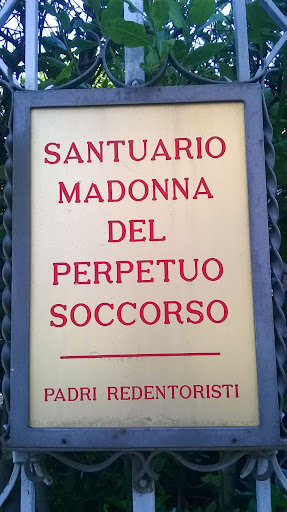 SANTUARIO
MADONNA
DEL
PERPETUO
SOCCORSO
PADRI REDENTORISTI